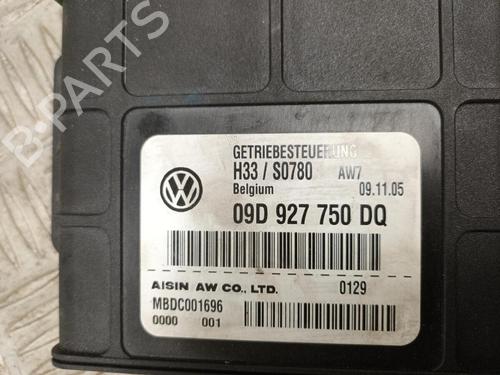 B-PARTS
GETRIEBESTEUERUNG
H33 / S0780 AW7
Belgium 09.11.05
09D 927 750 DQ
AISIN AW CO., LTD. 0129
MBDC001696
0000 001